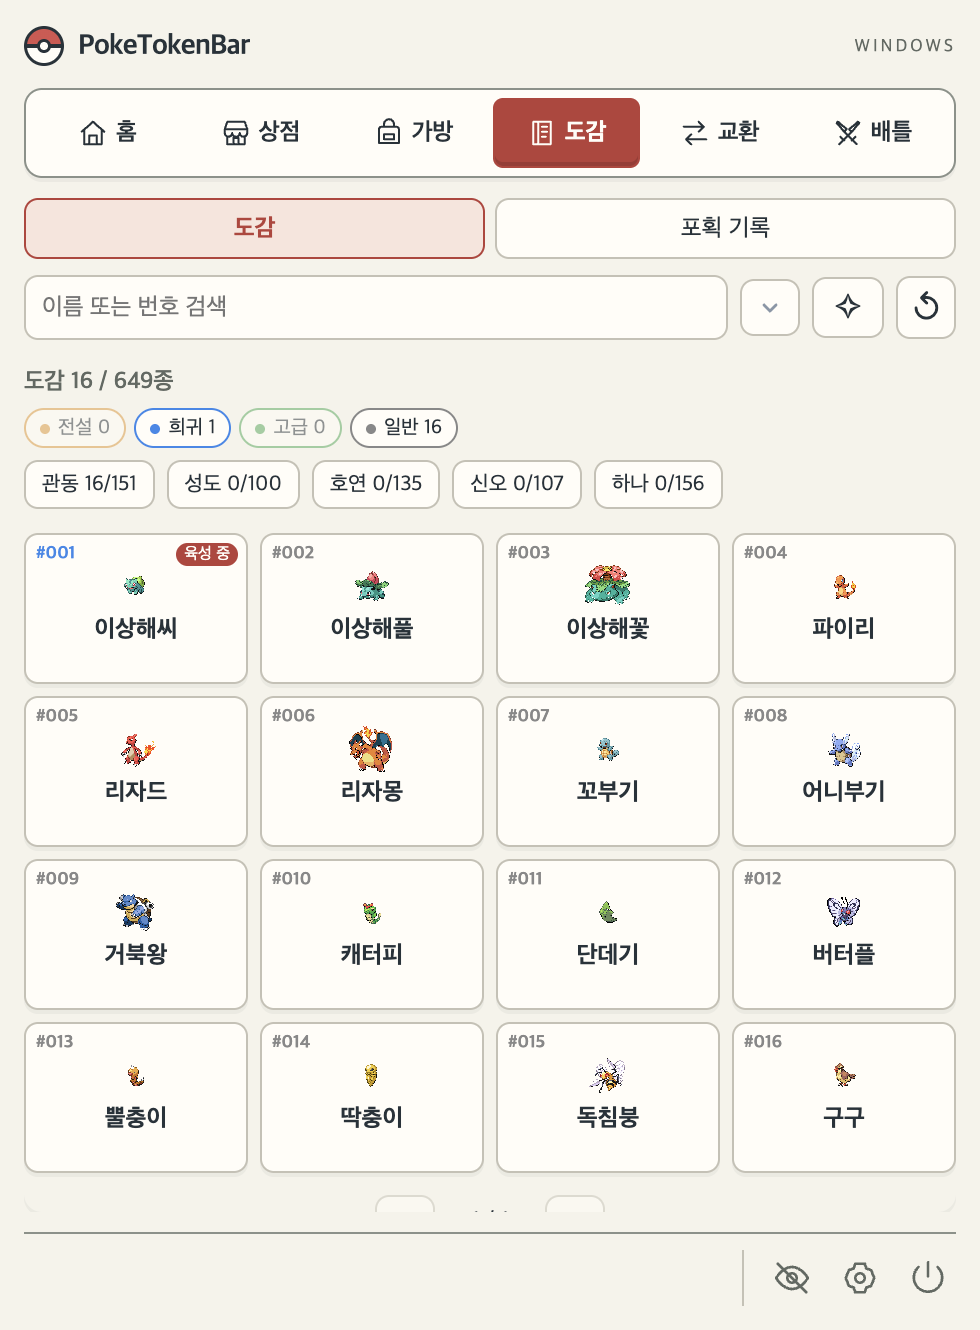 PokeTokenBar
WINDOWS
홈 상점 가방 도감 교환 배틀
도감 포획 기록
이름 또는 번호 검색
도감 16 / 649종
전설 0 희귀 1 고급 0 일반 16
관동 16/151 성도 0/100 호연 0/135 신오 0/107 하나 0/156
#001 육성 중 #002 #003 #004
이상해씨 이상해풀 이상해꽃 파이리
#005 #006 #007 #008
리자드 리자몽 꼬부기 어니부기
#009 #010 #011 #012
거북왕 캐터피 단데기 버터플
#013 #014 #015 #016
뿔충이 딱충이 독침붕 구구